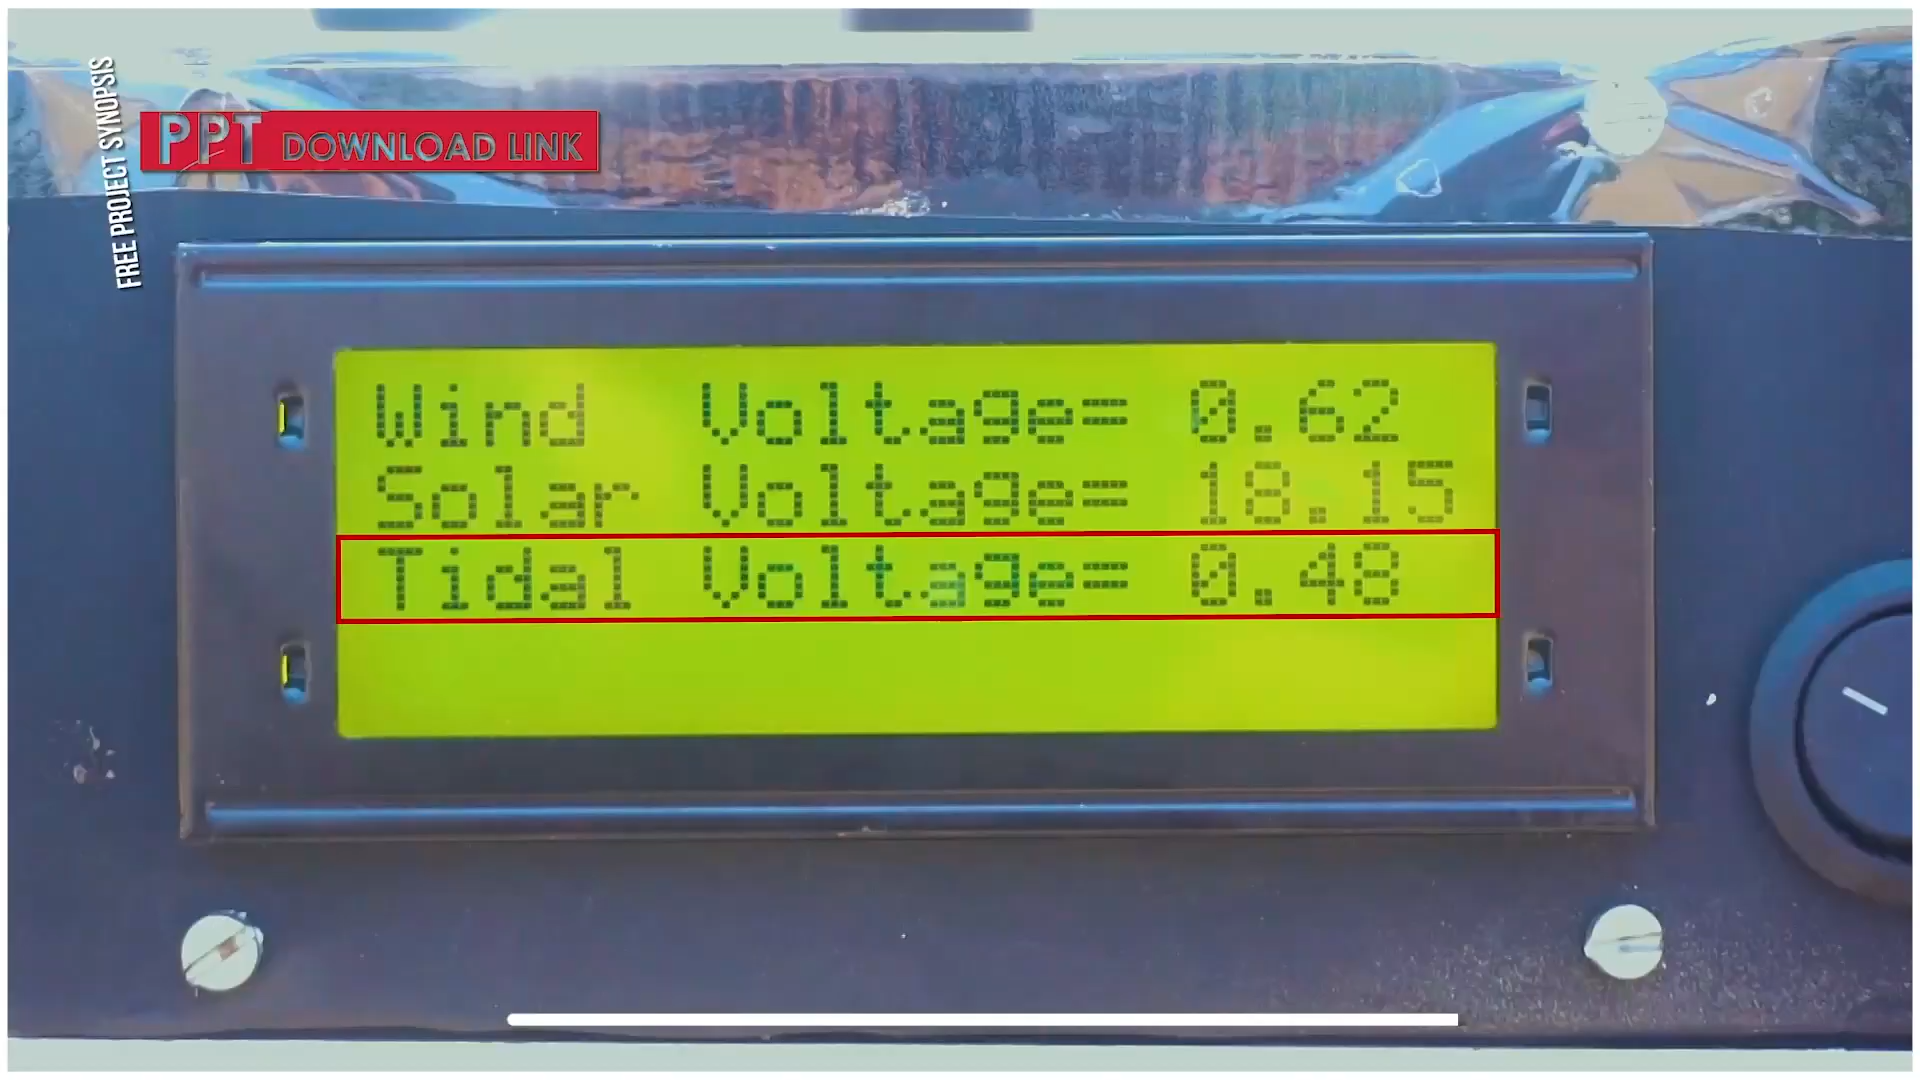 FREE PROJECT SYNOPSIS
PPT DOWNLOAD LINK
Wind Voltage= 0.62
Solar Voltage= 18.15
Tidal Voltage= 0.48